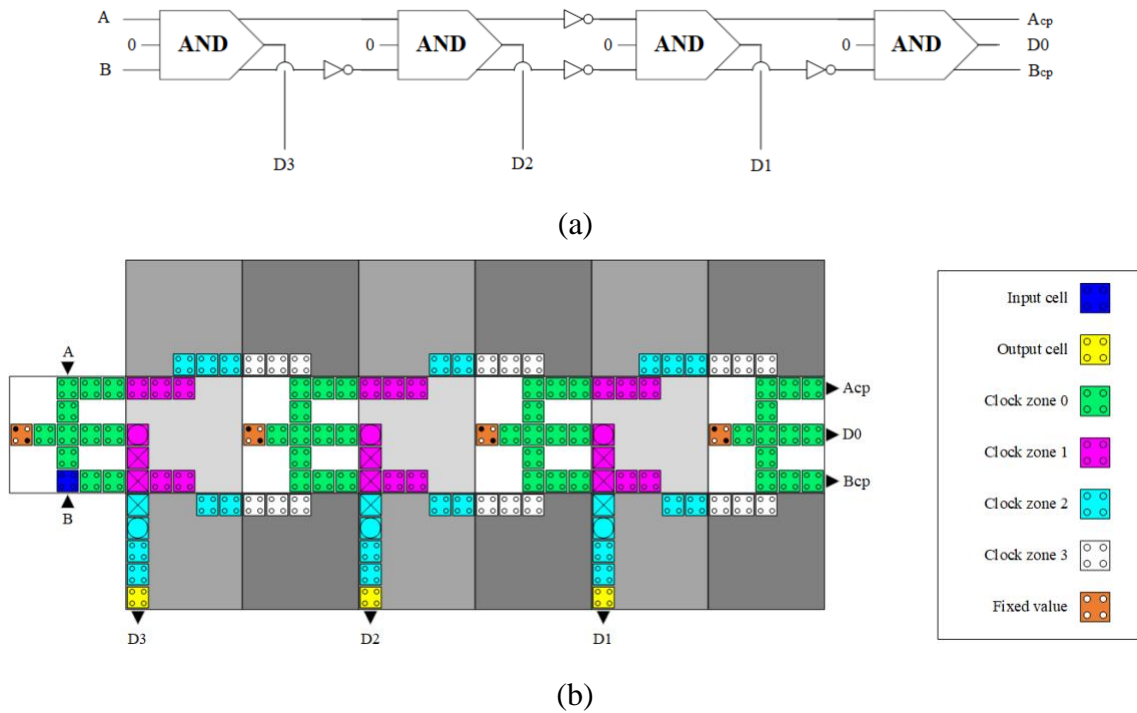 A AND AND AND AND Acp
0 0 0 0 D0
B Bcp
D3 D2 D1
(a)
A
Acp
D0
Bcp
B
D3 D2 D1
Input cell
Output cell
Clock zone 0
Clock zone 1
Clock zone 2
Clock zone 3
Fixed value
(b)